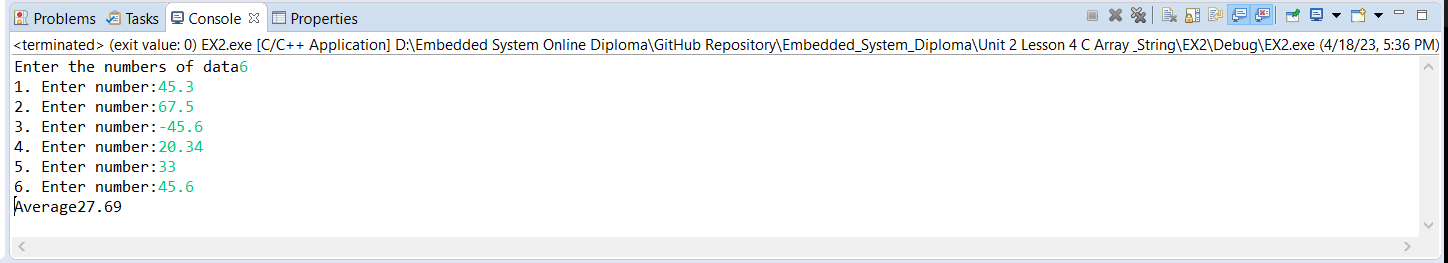 Problems Tasks Console Properties
<terminated> (exit value: 0) EX2.exe [C/C++ Application] D:\Embedded System Online Diploma\GitHub Repository\Embedded_System_Diploma\Unit 2 Lesson 4 C Array _String\EX2\Debug\EX2.exe (4/18/23, 5:36 PM)
Enter the numbers of data6
1. Enter number:45.3
2. Enter number:67.5
3. Enter number:-45.6
4. Enter number:20.34
5. Enter number:33
6. Enter number:45.6
Average27.69